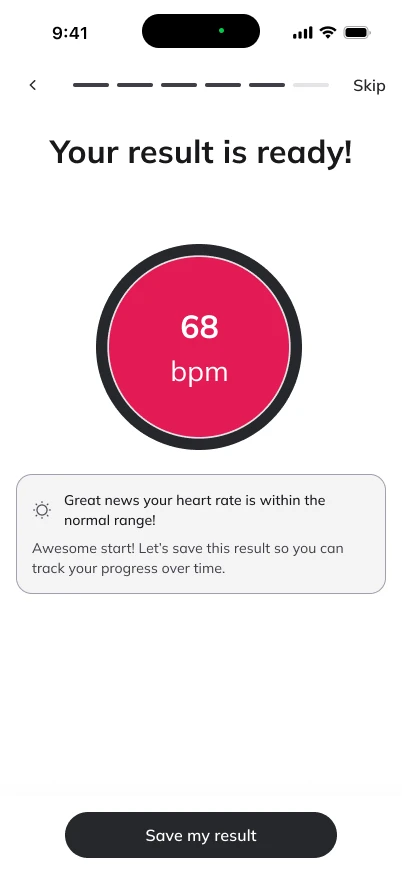 9:41
Skip
Your result is ready!
68
bpm
Great news your heart rate is within the
normal range!
Awesome start! Let’s save this result so you can
track your progress over time.
Save my result